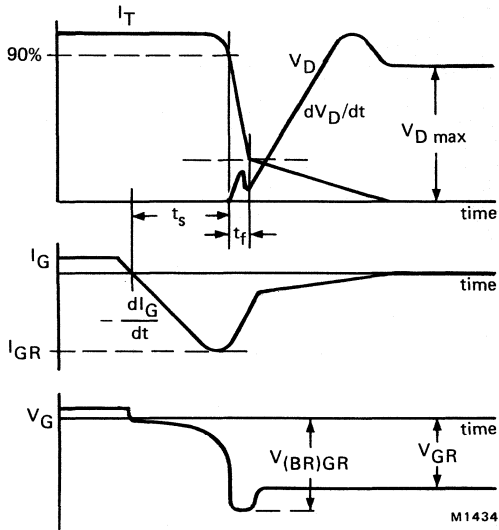 I_T
90%
V_D
dV_D/dt
V_D max
time
t_s
t_f
I_G
time
- dI_G/dt
I_GR
V_G
time
V_(BR)GR
V_GR
M1434